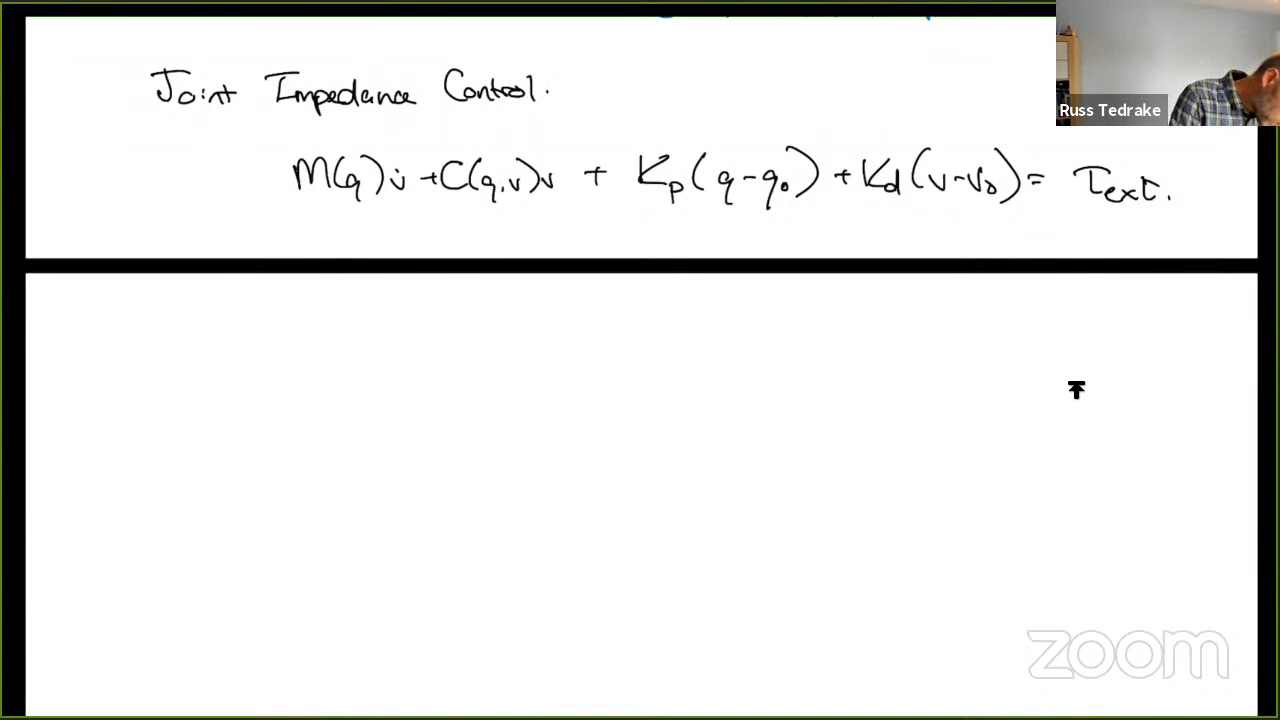 Joint Impedance Control.
Russ Tedrake
M(q)v̇ + C(q,v)v + Kp(q-q₀) + Kd(v-v₀) = τext.
zoom